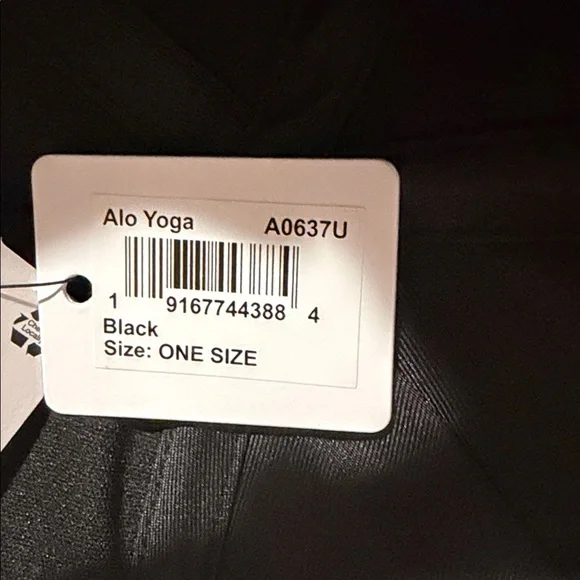 Alo Yoga A0637U
1 9167744388 4
Black
Size: ONE SIZE